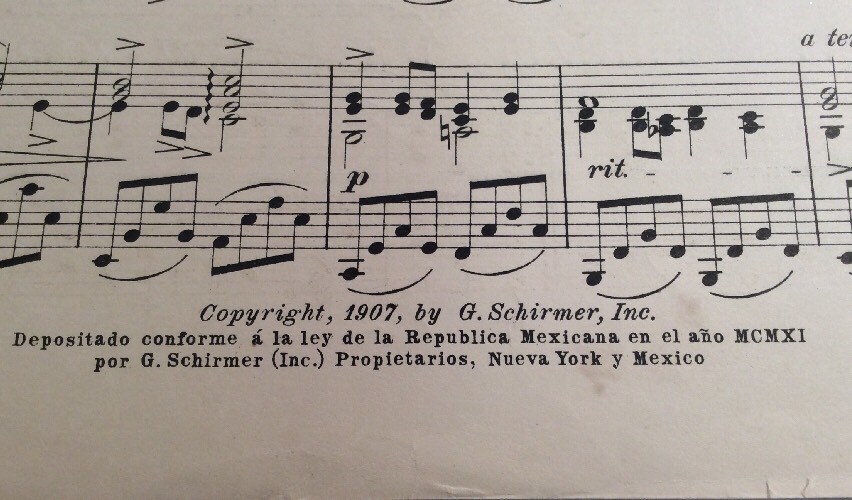 a te
p
rit.
Copyright, 1907, by G. Schirmer, Inc.
Depositado conforme á la ley de la Republica Mexicana en el año MCMXI
por G. Schirmer (Inc.) Propietarios, Nueva York y Mexico